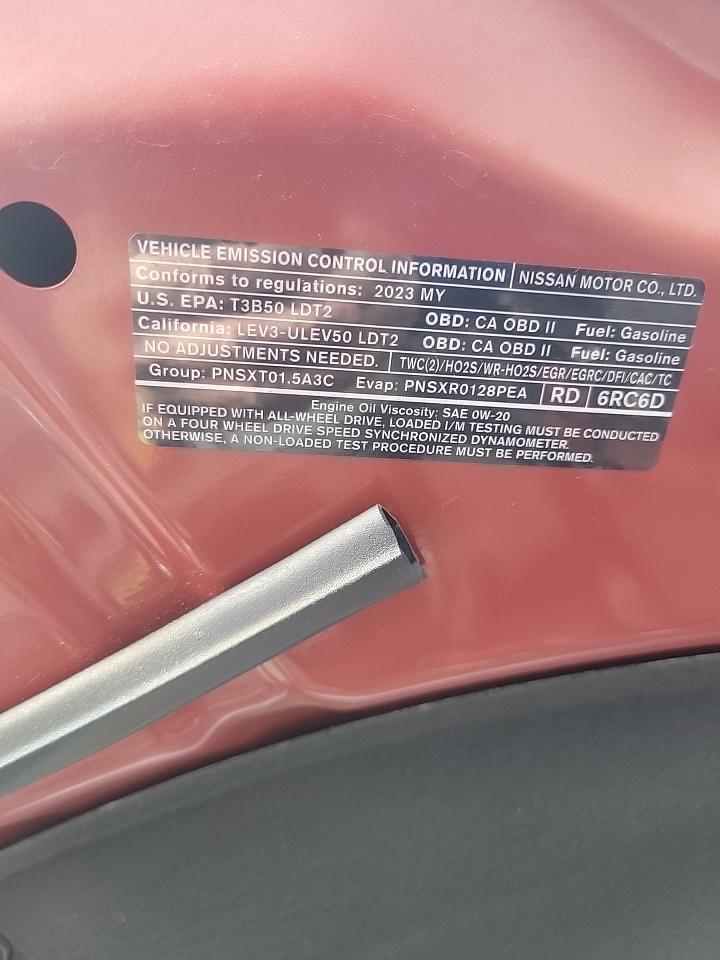 VEHICLE EMISSION CONTROL INFORMATION NISSAN MOTOR CO., LTD.
Conforms to regulations: 2023 MY
U.S. EPA: T3B50 LDT2 OBD: CA OBD II Fuel: Gasoline
California: LEV3-ULEV50 LDT2 OBD: CA OBD II Fuel: Gasoline
NO ADJUSTMENTS NEEDED. TWC(2)/HO2S/WR-HO2S/EGR/EGRC/DFI/CAC/TC
Group: PNSXT01.5A3C Evap: PNSXR0128PEA RD 6RC6D
Engine Oil Viscosity: SAE 0W-20
IF EQUIPPED WITH ALL-WHEEL DRIVE, LOADED I/M TESTING MUST BE CONDUCTED
ON A FOUR WHEEL DRIVE SPEED SYNCHRONIZED DYNAMOMETER.
OTHERWISE, A NON-LOADED TEST PROCEDURE MUST BE PERFORMED.